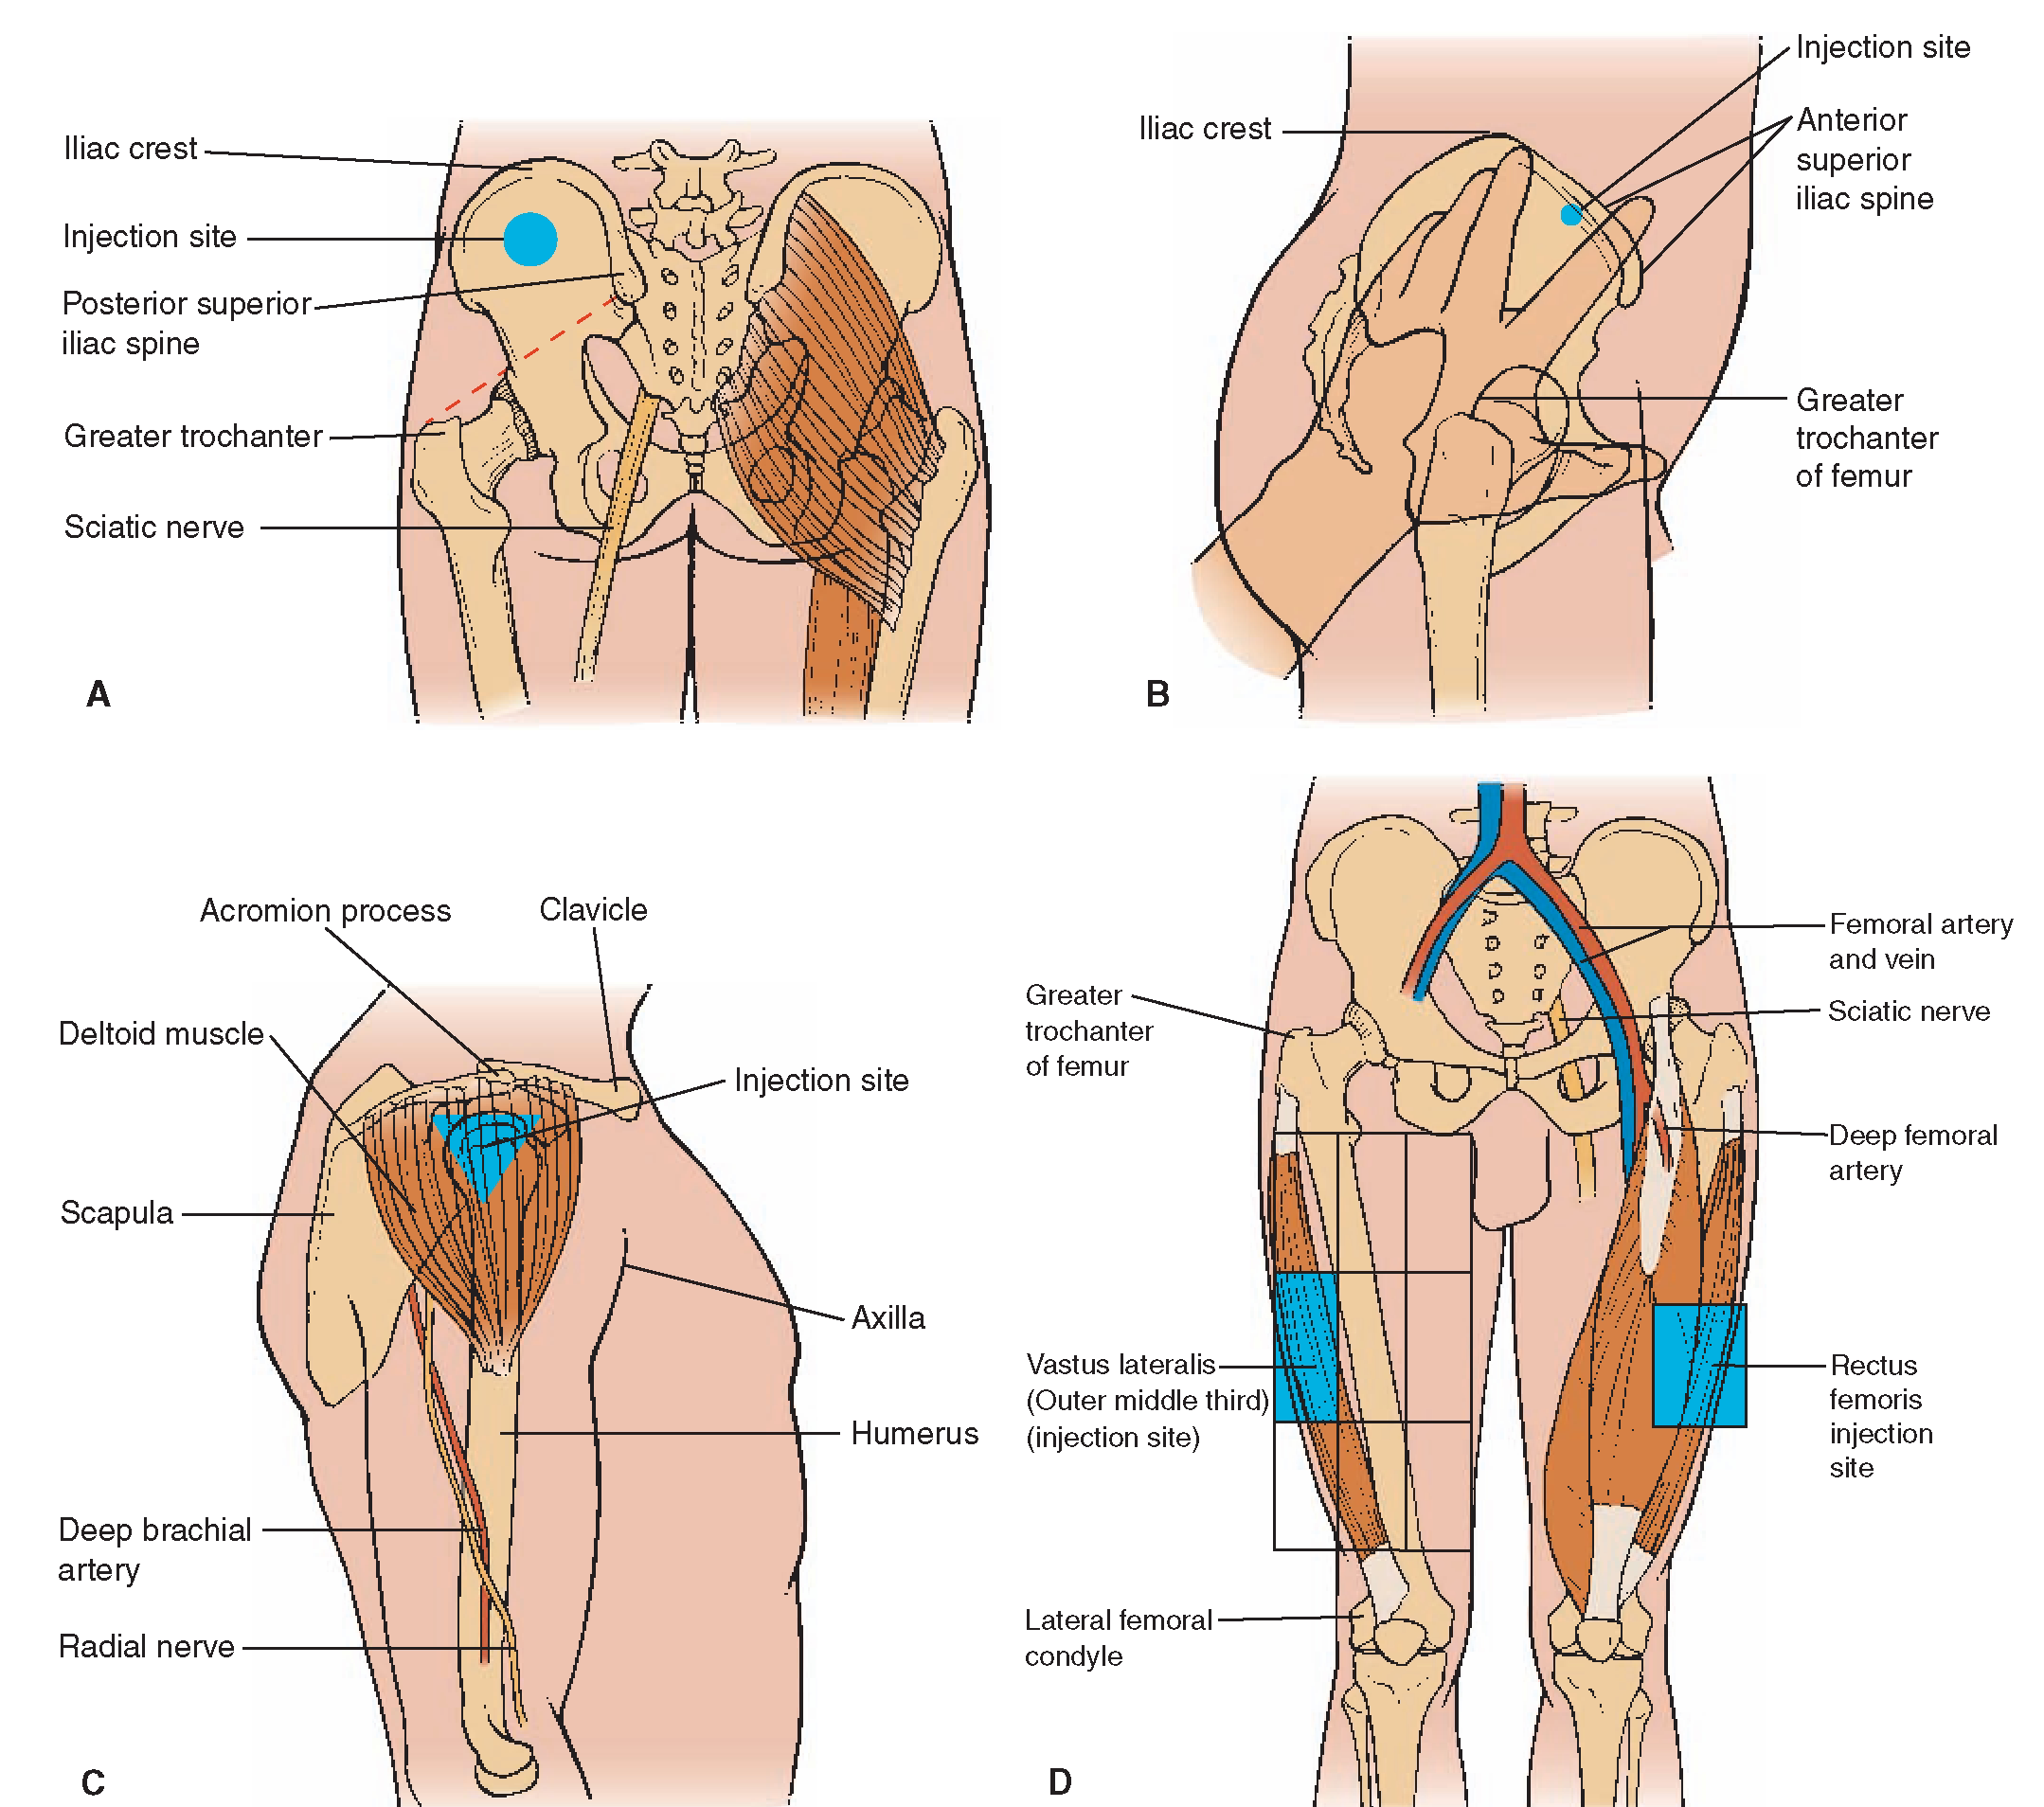 Iliac crest
Injection site
Posterior superior
iliac spine
Greater trochanter
Sciatic nerve
A
Injection site
Iliac crest
Anterior
superior
iliac spine
Greater
trochanter
of femur
B
Acromion process
Clavicle
Deltoid muscle
Injection site
Scapula
Axilla
Humerus
Deep brachial
artery
Radial nerve
C
Femoral artery
and vein
Greater
trochanter
of femur
Sciatic nerve
Deep femoral
artery
Vastus lateralis
(Outer middle third)
(injection site)
Rectus
femoris
injection
site
Lateral femoral
condyle
D